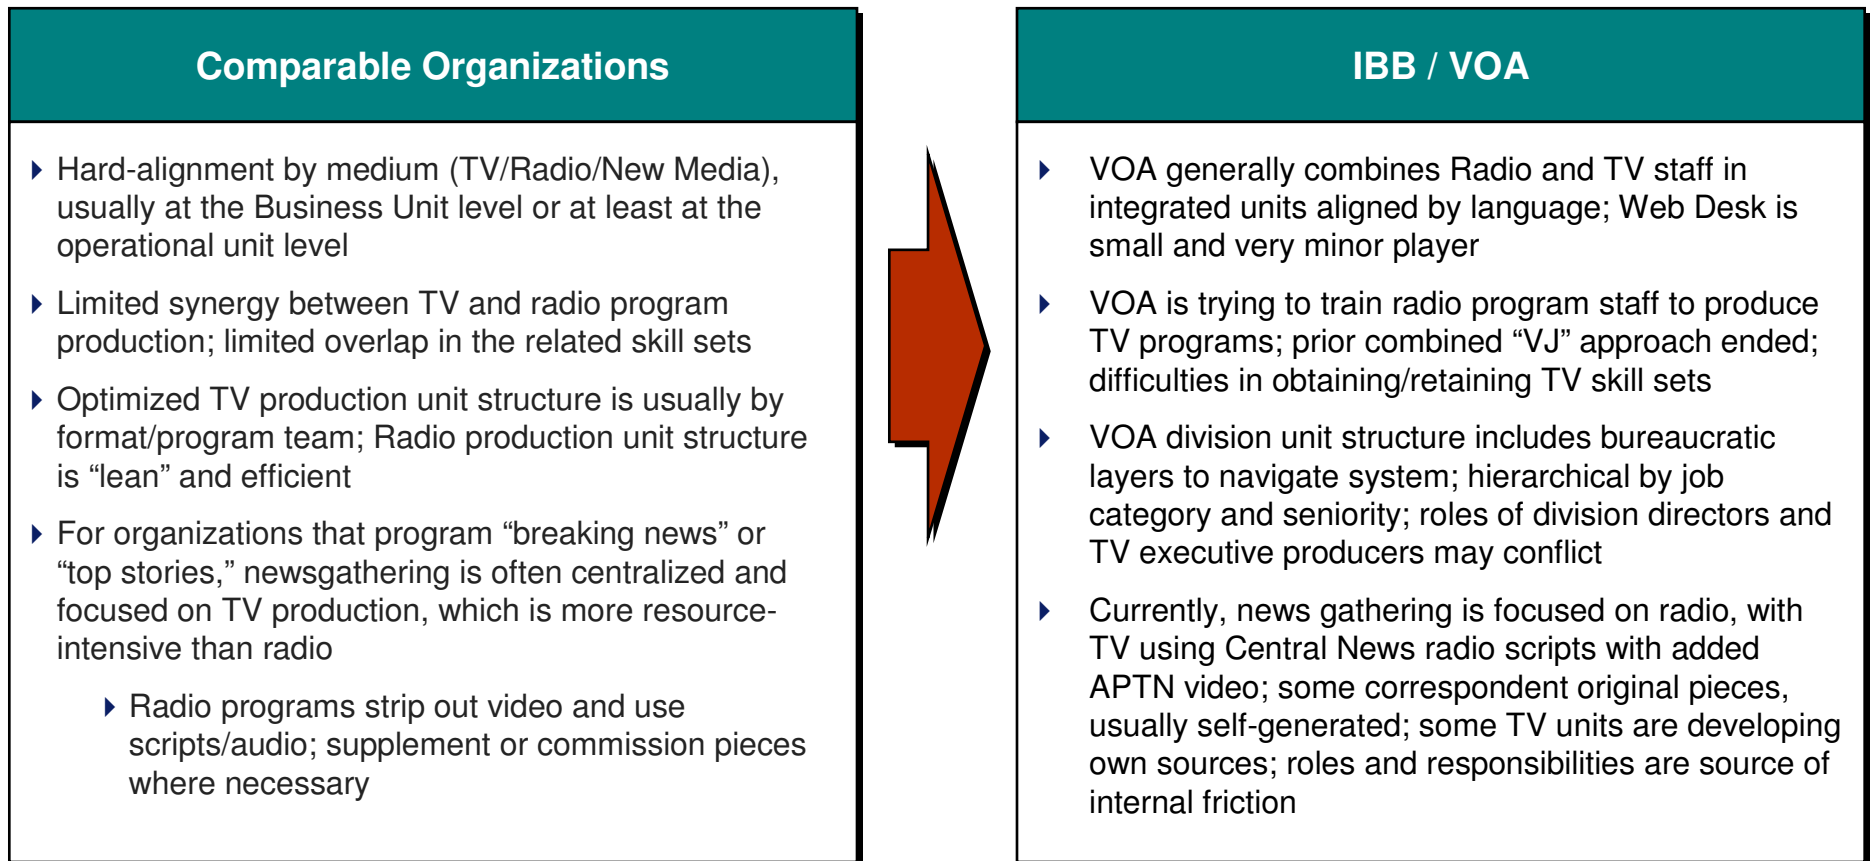 Comparable Organizations
Hard-alignment by medium (TV/Radio/New Media),
usually at the Business Unit level or at least at the
operational unit level
Limited synergy between TV and radio program
production; limited overlap in the related skill sets
Optimized TV production unit structure is usually by
format/program team; Radio production unit structure
is “lean” and efficient
For organizations that program “breaking news” or
“top stories,” newsgathering is often centralized and
focused on TV production, which is more resource-
intensive than radio
Radio programs strip out video and use
scripts/audio; supplement or commission pieces
where necessary
IBB / VOA
VOA generally combines Radio and TV staff in
integrated units aligned by language; Web Desk is
small and very minor player
VOA is trying to train radio program staff to produce
TV programs; prior combined “VJ” approach ended;
difficulties in obtaining/retaining TV skill sets
VOA division unit structure includes bureaucratic
layers to navigate system; hierarchical by job
category and seniority; roles of division directors and
TV executive producers may conflict
Currently, news gathering is focused on radio, with
TV using Central News radio scripts with added
APTN video; some correspondent original pieces,
usually self-generated; some TV units are developing
own sources; roles and responsibilities are source of
internal friction